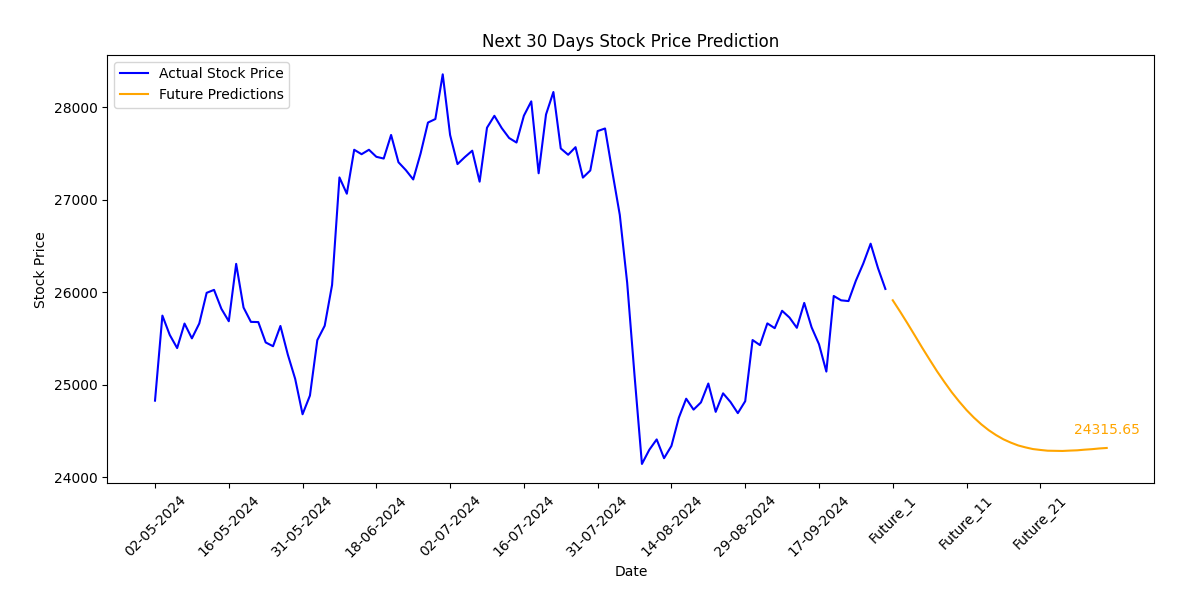 Next 30 Days Stock Price Prediction
Actual Stock Price
Future Predictions
Stock Price
28000
27000
26000
25000
24000
24315.65
02-05-2024
16-05-2024
31-05-2024
18-06-2024
02-07-2024
16-07-2024
31-07-2024
14-08-2024
29-08-2024
17-09-2024
Future_1
Future_11
Future_21
Date